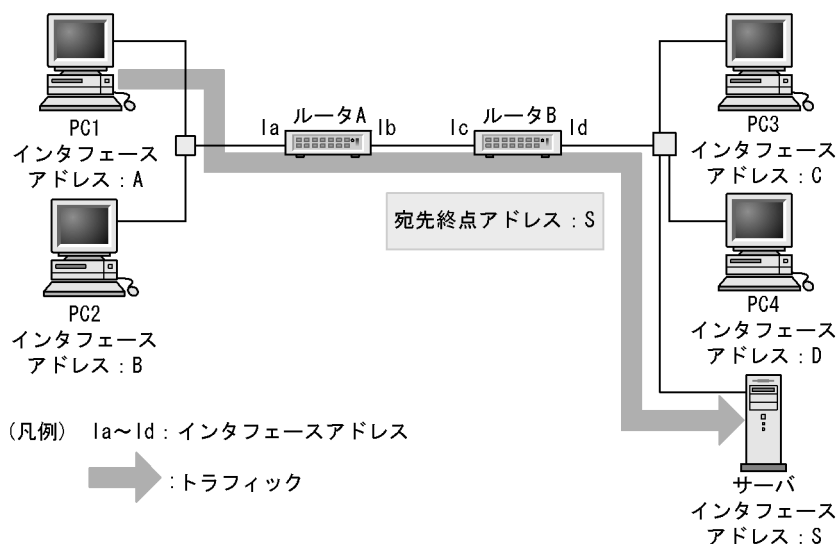 PC1
インタフェース
アドレス：A
PC2
インタフェース
アドレス：B
Ia
ルータA
Ib
Ic
ルータB
Id
宛先終点アドレス：S
PC3
インタフェース
アドレス：C
PC4
インタフェース
アドレス：D
サーバ
インタフェース
アドレス：S
(凡例) Ia～Id：インタフェースアドレス
：トラフィック